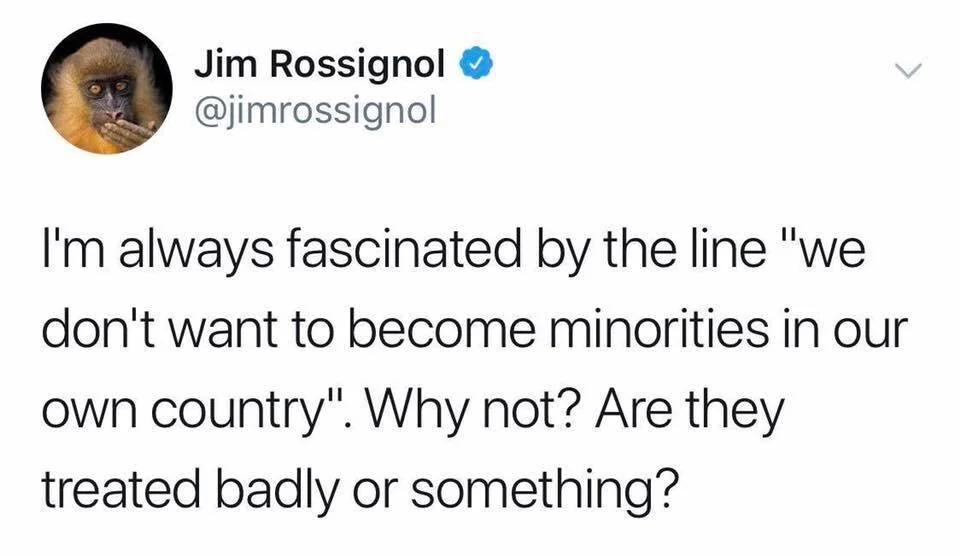 Jim Rossignol
@jimrossignol
I'm always fascinated by the line "we
don't want to become minorities in our
own country". Why not? Are they
treated badly or something?